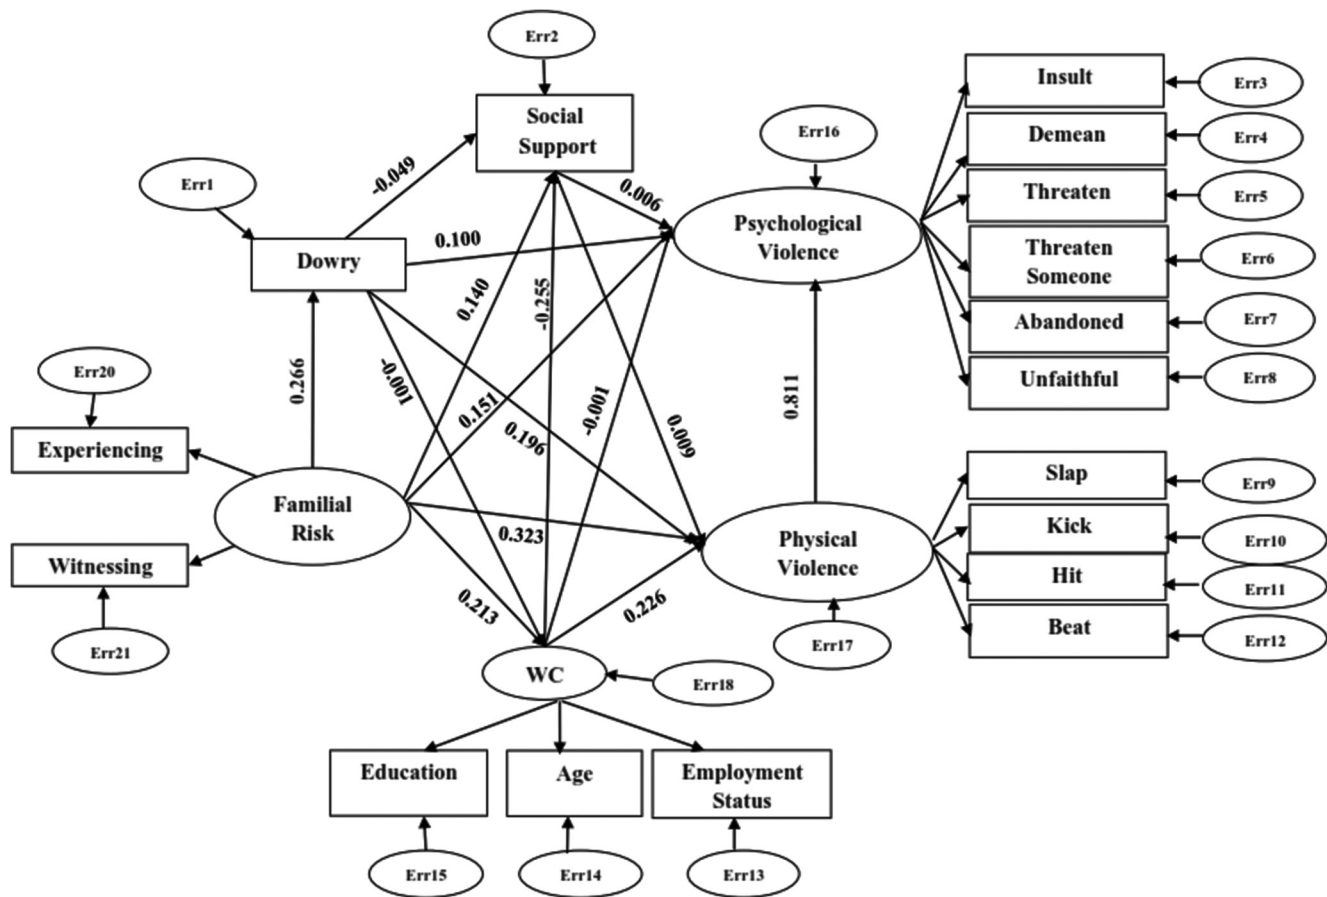 Err2
Social
Support
Err1
-0.049
Dowry
0.006
0.100
Err16
Psychological
Violence
Insult
Err3
Demean
Err4
Threaten
Err5
Threaten
Someone
Err6
Abandoned
Err7
Unfaithful
Err8
0.266
0.140
-0.255
-0.001
0.151
0.196
-0.001
0.009
0.811
Err20
Experiencing
Familial
Risk
Witnessing
Err21
0.323
0.213
0.226
Physical
Violence
Err17
Slap
Err9
Kick
Err10
Hit
Err11
Beat
Err12
WC
Err18
Education
Age
Employment
Status
Err15
Err14
Err13